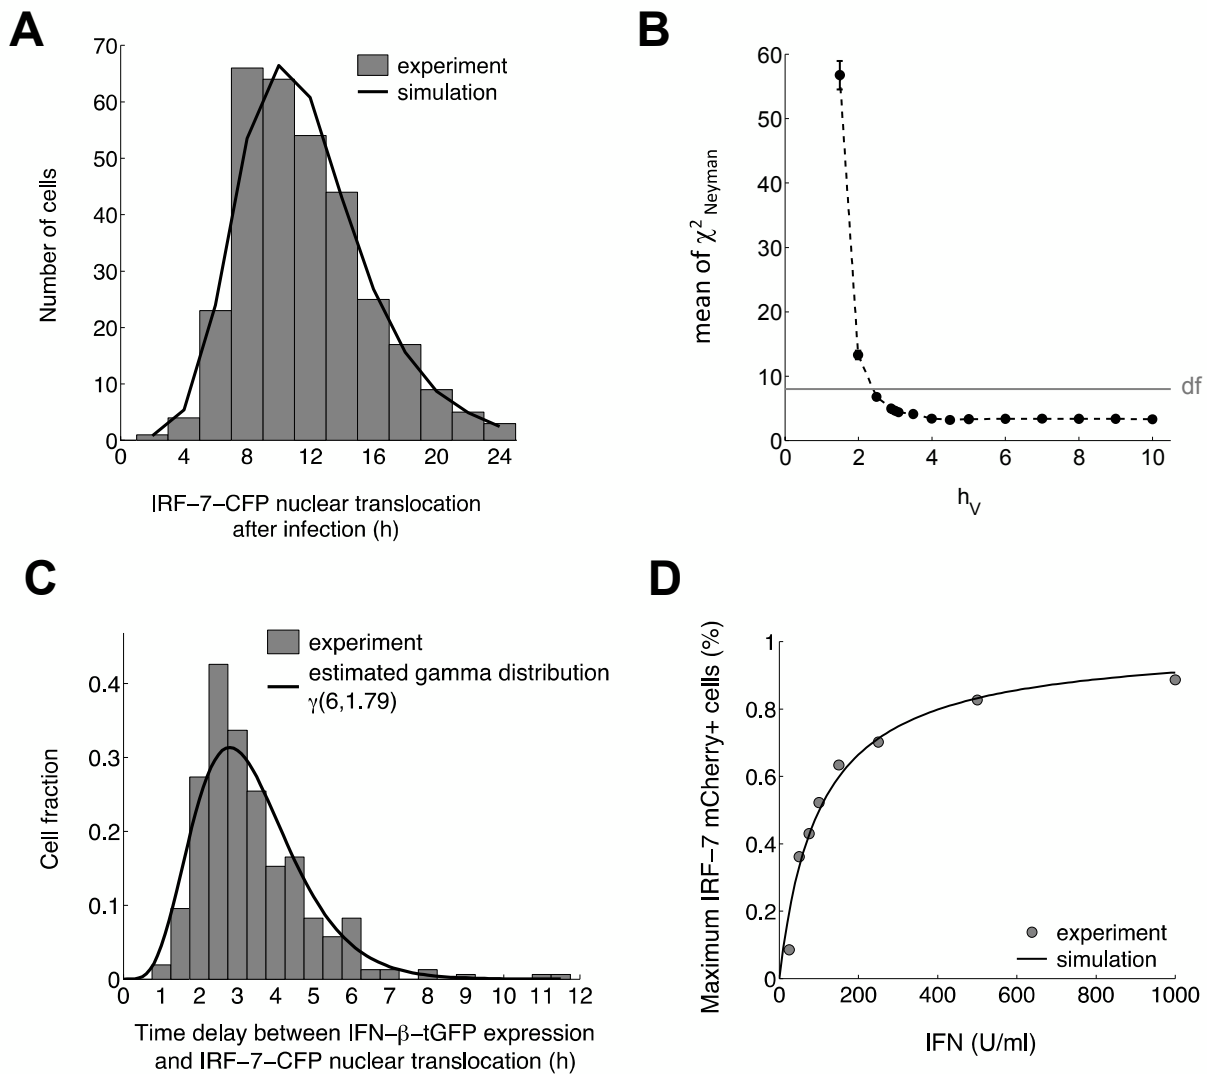 A
70
60
50
40
30
20
10
0
0 4 8 12 16 20 24
Number of cells
experiment
simulation
IRF−7−CFP nuclear translocation
after infection (h)
B
60
50
40
30
20
10
0
0 2 4 6 8 10
mean of χ² Neyman
df
h_V
C
0.4
0.3
0.2
0.1
0
0 1 2 3 4 5 6 7 8 9 10 11 12
Cell fraction
experiment
estimated gamma distribution
γ(6,1.79)
Time delay between IFN−β−tGFP expression
and IRF−7−CFP nuclear translocation (h)
D
1
0.8
0.6
0.4
0.2
0
0 200 400 600 800 1000
Maximum IRF−7 mCherry+ cells (%)
experiment
simulation
IFN (U/ml)